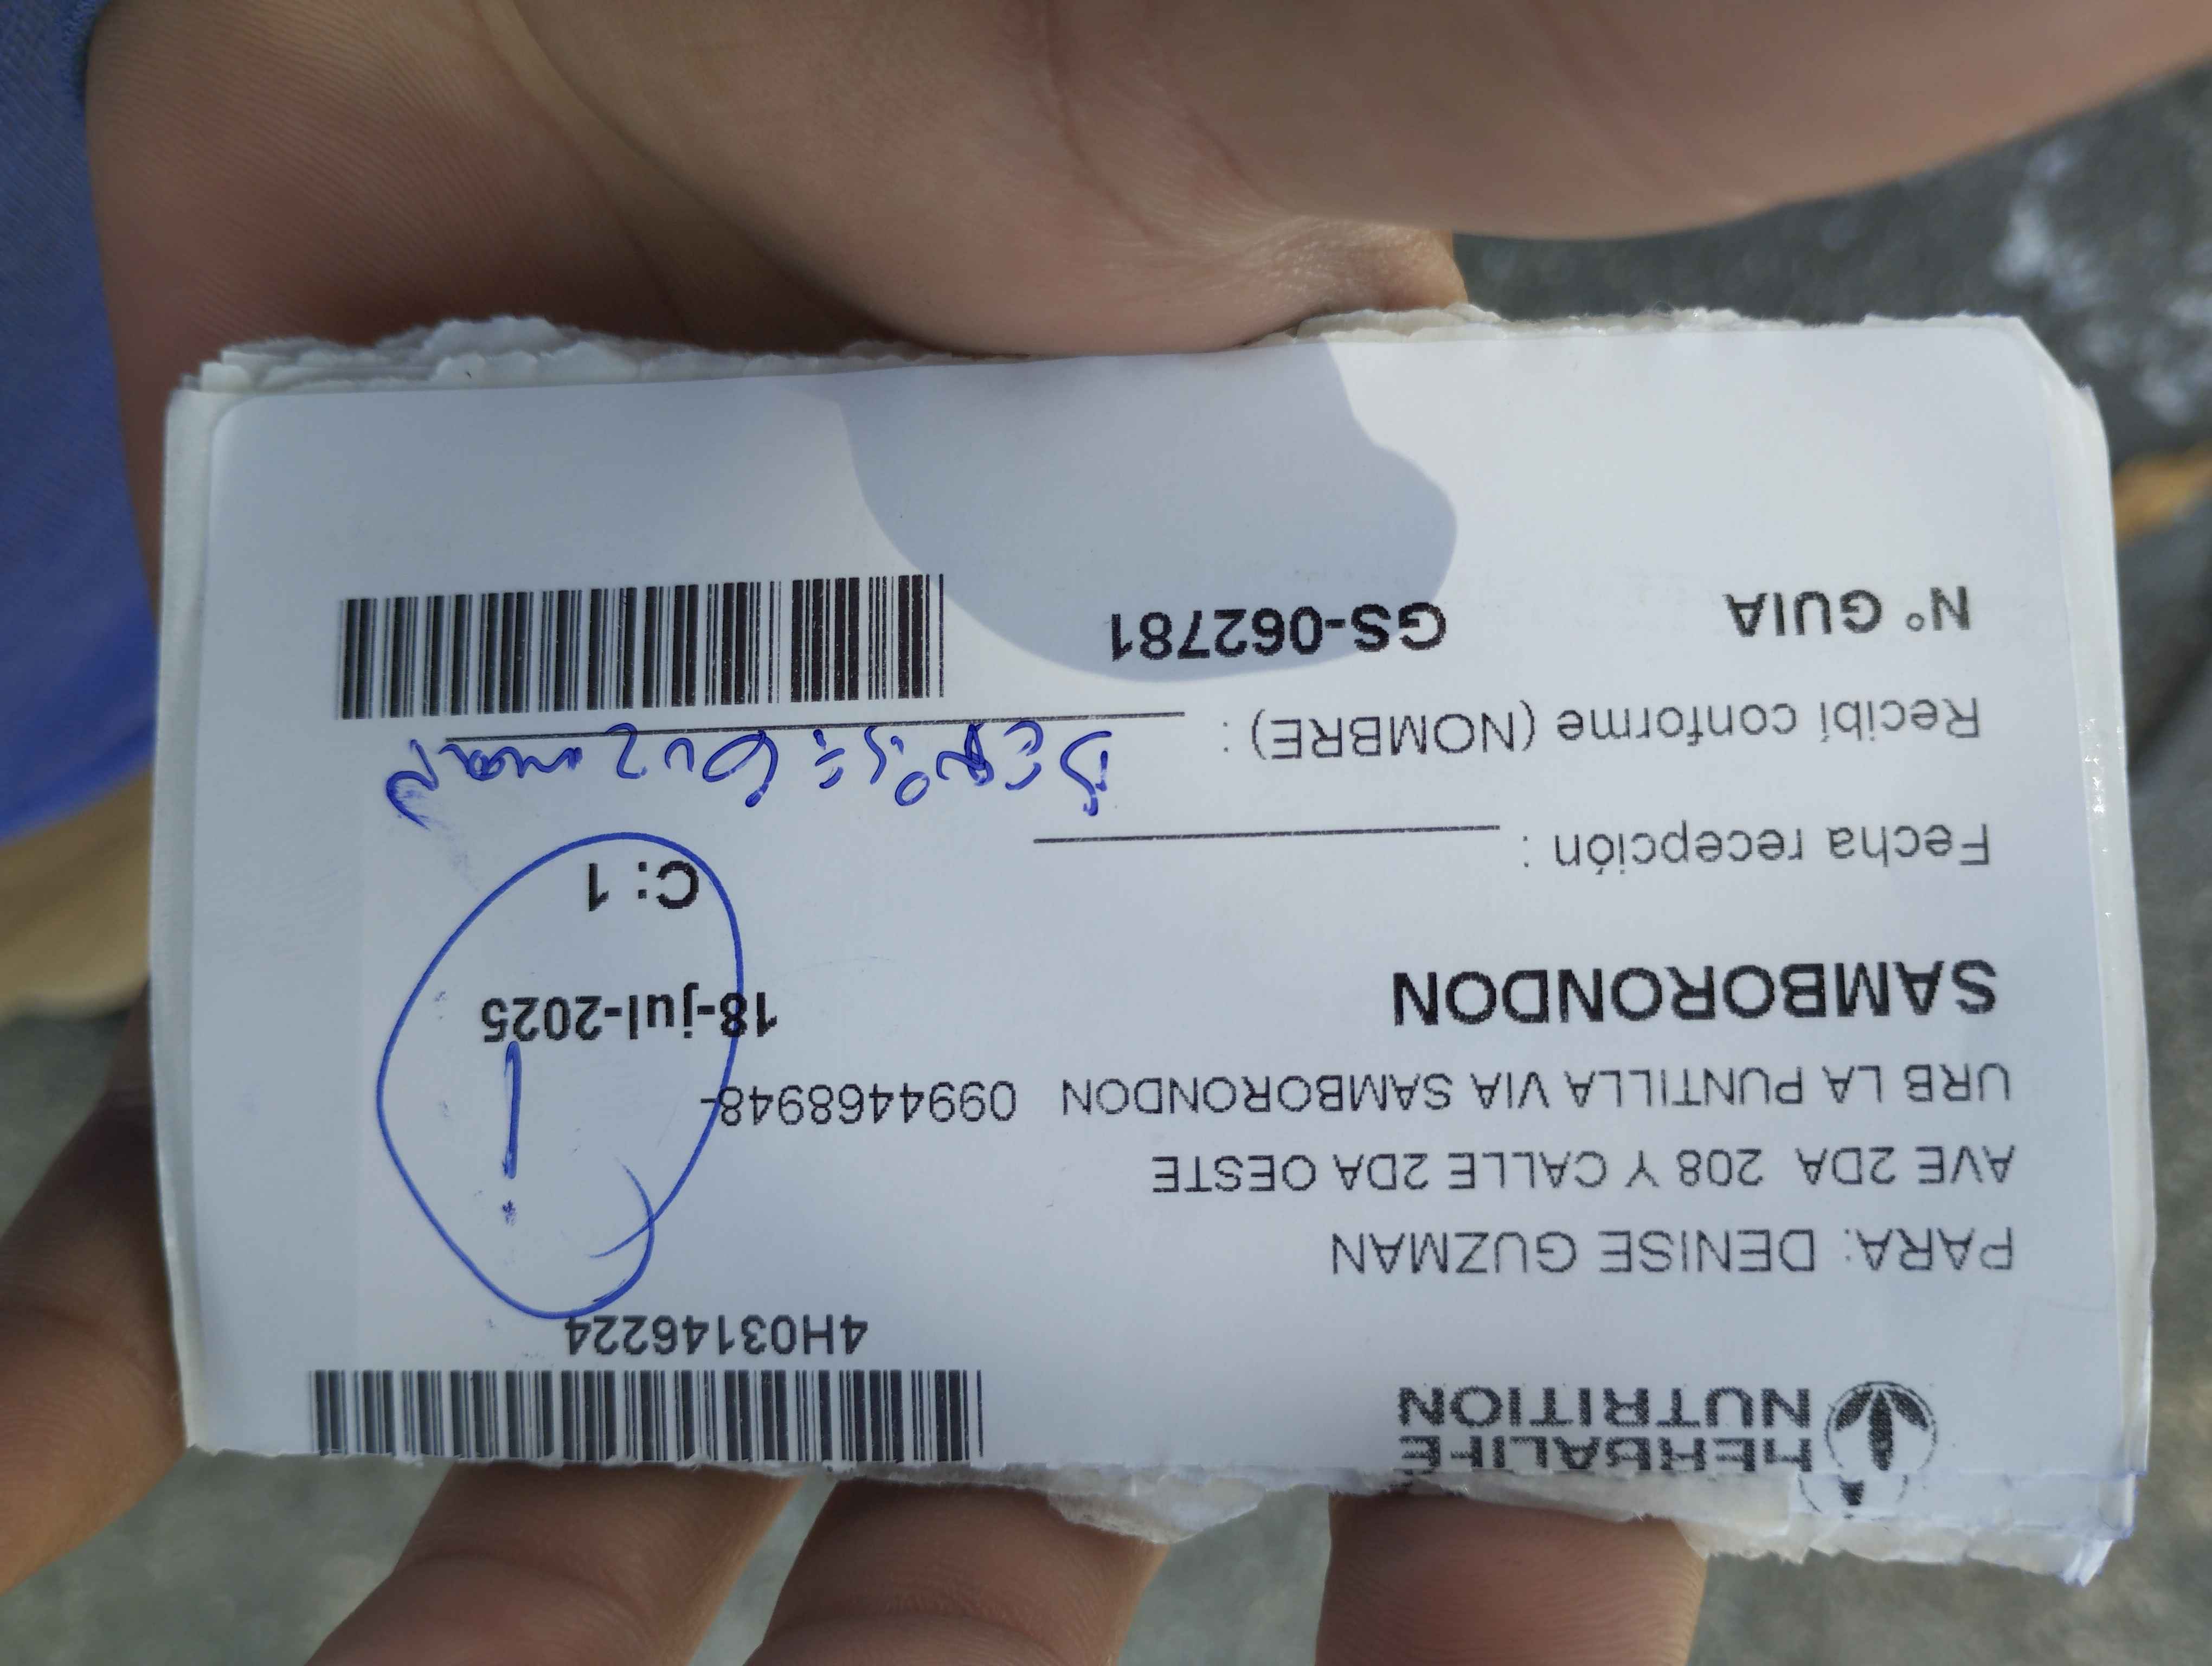 HERBALIFE
NUTRITION
4H03146224
PARA: DENISE GUZMAN
AVE 2DA 208 Y CALLE 2DA OESTE
URB LA PUNTILLA VIA SAMBORONDON 0994468948-
SAMBORONDON 18-jul-2025
C: 1
Fecha recepción :
Recibí conforme (NOMBRE) : Denise Guzman
N° GUIA GS-062781